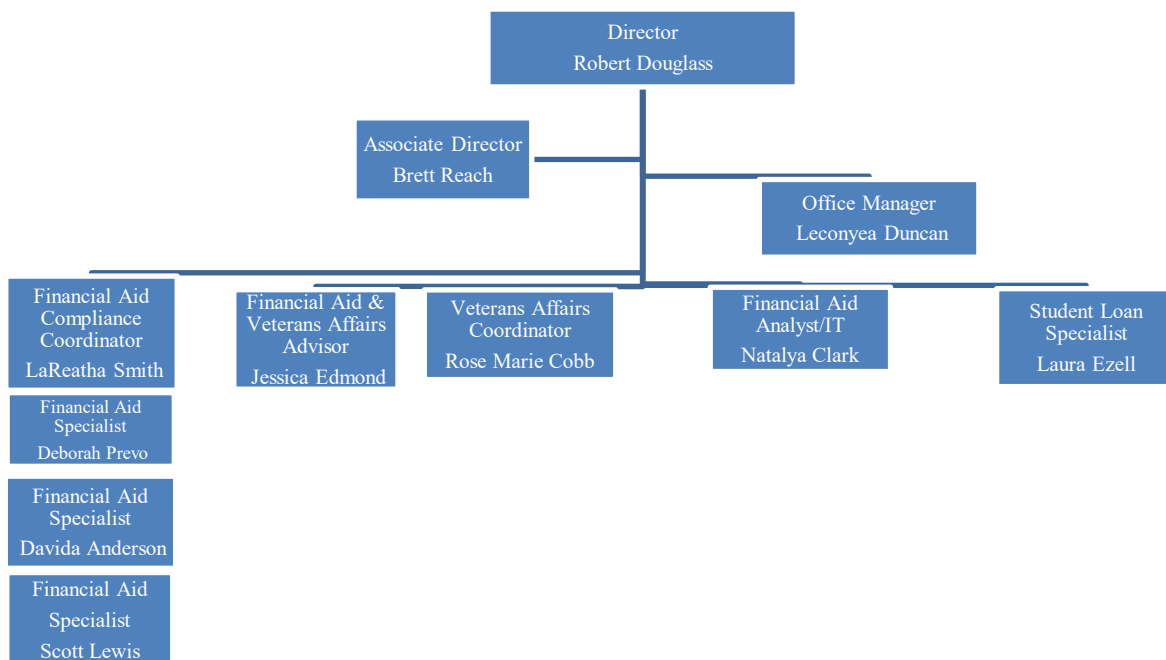 Director
Robert Douglass
Associate Director
Brett Reach
Office Manager
Leconyea Duncan
Financial Aid
Compliance
Coordinator
LaReatha Smith
Financial Aid &
Veterans Affairs
Advisor
Jessica Edmond
Veterans Affairs
Coordinator
Rose Marie Cobb
Financial Aid
Analyst/IT
Natalya Clark
Student Loan
Specialist
Laura Ezell
Financial Aid
Specialist
Deborah Prevo
Financial Aid
Specialist
Davida Anderson
Financial Aid
Specialist
Scott Lewis